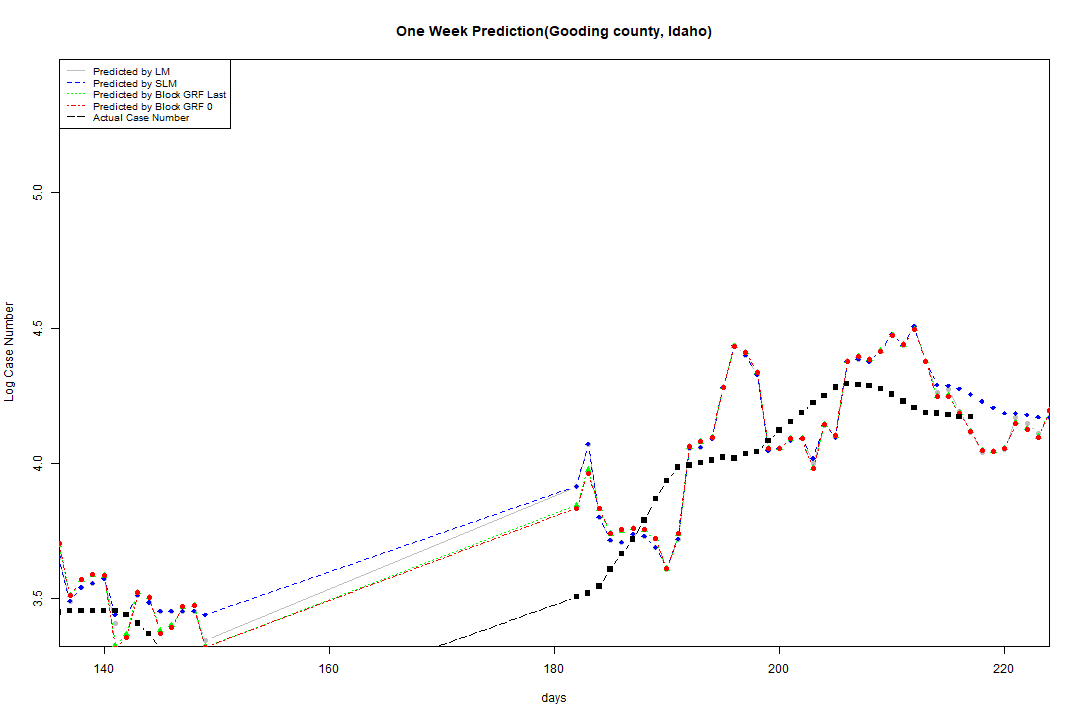 One Week Prediction(Gooding county, Idaho)
Predicted by LM
Predicted by SLM
Predicted by Block GRF Last
Predicted by Block GRF 0
Actual Case Number
Log Case Number
5.0
4.5
4.0
3.5
140
160
180
200
220
days